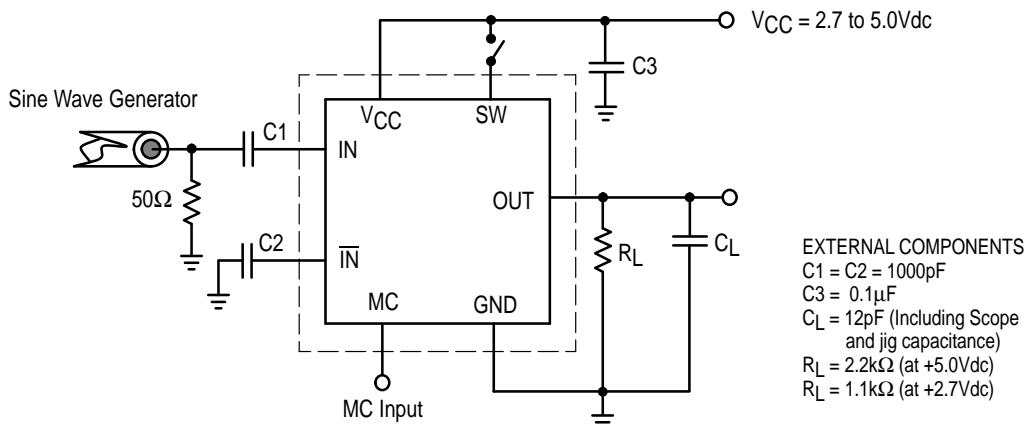 VCC = 2.7 to 5.0Vdc
C3
Sine Wave Generator
VCC
SW
C1
IN
50Ω
OUT
C2
IN
RL
CL
MC
GND
MC Input
EXTERNAL COMPONENTS
C1 = C2 = 1000pF
C3 = 0.1μF
CL = 12pF (Including Scope
and jig capacitance)
RL = 2.2kΩ (at +5.0Vdc)
RL = 1.1kΩ (at +2.7Vdc)